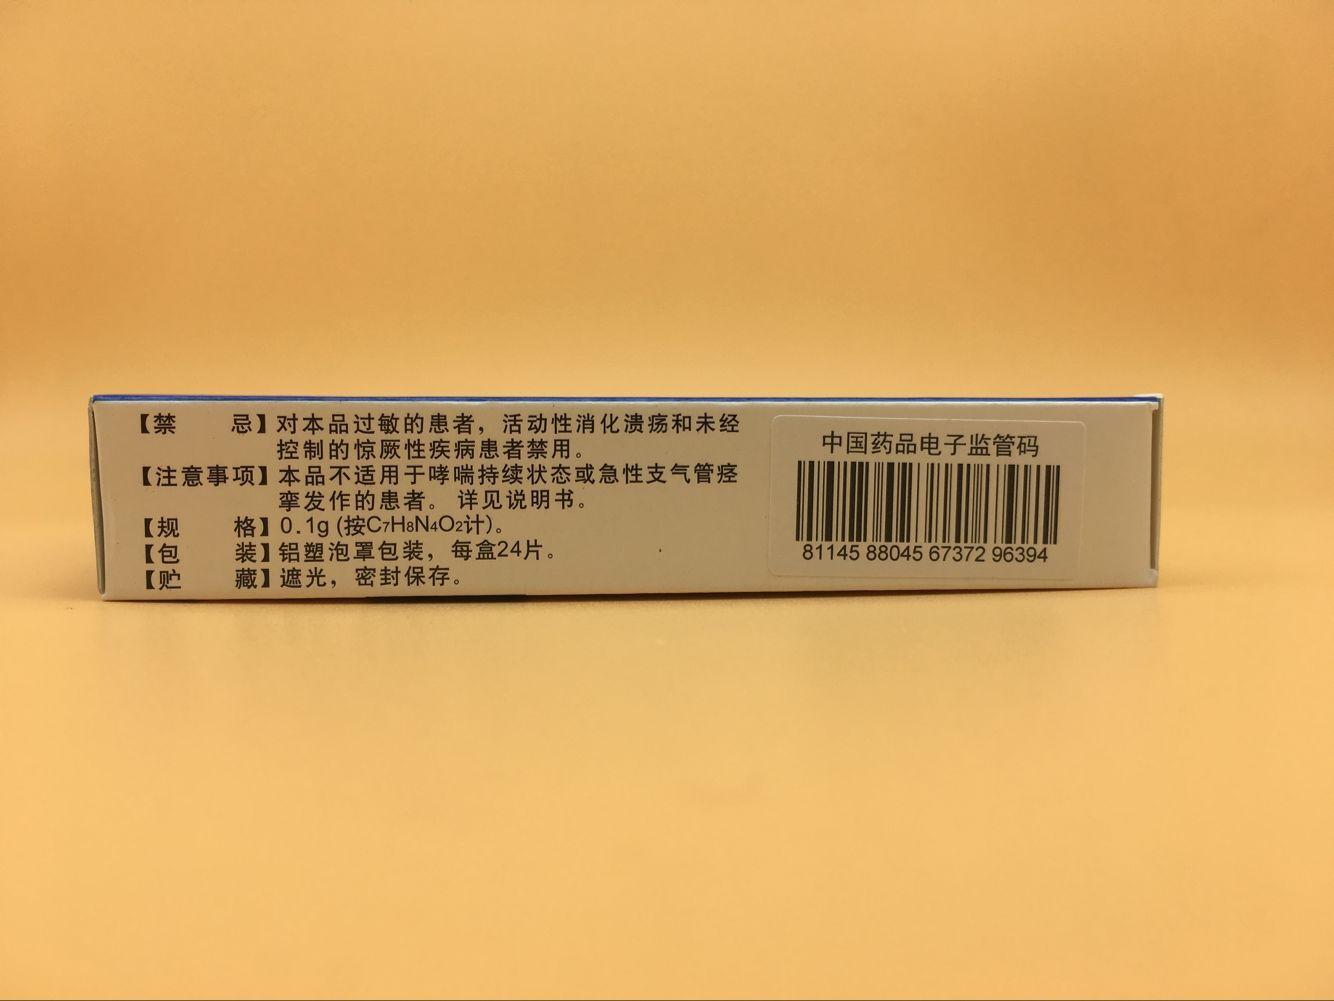 【禁　　忌】对本品过敏的患者，活动性消化溃疡和未经
控制的惊厥性疾病患者禁用。
【注意事项】本品不适用于哮喘持续状态或急性支气管痉
挛发作的患者。 详见说明书。
【规　　格】0.1g (按C₇H₈N₄O₂计)。
【包　　装】铝塑泡罩包装，每盒24片。
【贮　　藏】遮光，密封保存。
中国药品电子监管码
81145 88045 67372 96394